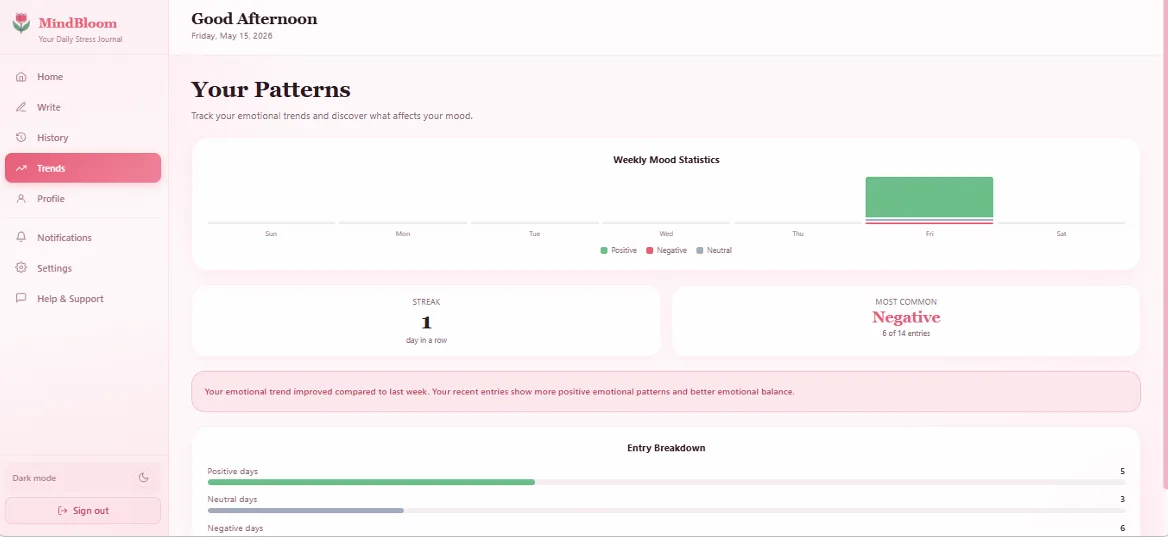 MindBloom
Your Daily Stress Journal
Home
Write
History
Trends
Profile
Notifications
Settings
Help & Support
Dark mode
Sign out
Good Afternoon
Friday, May 15, 2026
Your Patterns
Track your emotional trends and discover what affects your mood.
Weekly Mood Statistics
Sun Mon Tue Wed Thu Fri Sat
Positive Negative Neutral
STREAK
1
day in a row
MOST COMMON
Negative
6 of 14 entries
Your emotional trend improved compared to last week. Your recent entries show more positive emotional patterns and better emotional balance.
Entry Breakdown
Positive days 5
Neutral days 3
Negative days 6